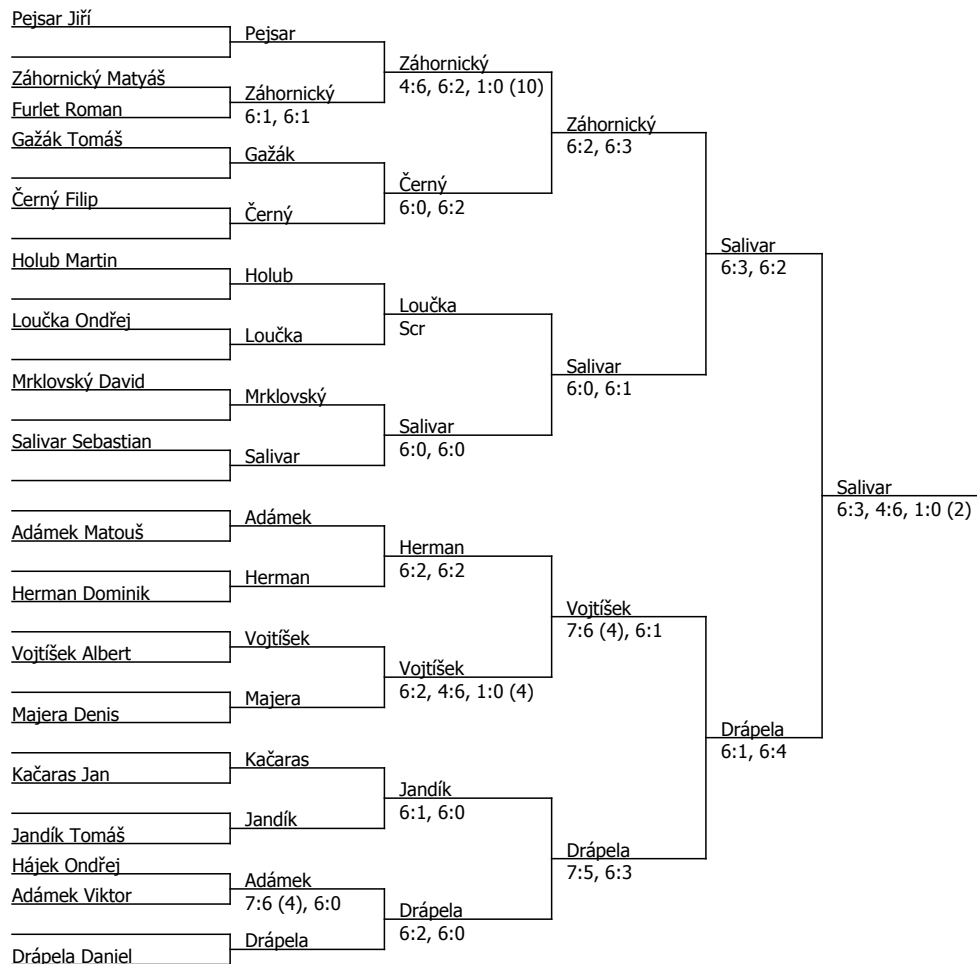 Pejsar Jiří
Záhornický Matyáš
Furlet Roman
Gažák Tomáš
Černý Filip
Holub Martin
Loučka Ondřej
Mrklovský David
Salivar Sebastian
Adámek Matouš
Herman Dominik
Vojtíšek Albert
Majera Denis
Kačaras Jan
Jandík Tomáš
Hájek Ondřej
Adámek Viktor
Drápela Daniel
Pejsar
Záhornický
6:1, 6:1
Gažák
Černý
Holub
Loučka
Mrklovský
Salivar
Adámek
Herman
Vojtíšek
Majera
Kačaras
Jandík
Adámek
7:6 (4), 6:0
Drápela
Záhornický
4:6, 6:2, 1:0 (10)
Černý
6:0, 6:2
Loučka
Scr
Salivar
6:0, 6:0
Herman
6:2, 6:2
Vojtíšek
6:2, 4:6, 1:0 (4)
Jandík
6:1, 6:0
Drápela
6:2, 6:0
Záhornický
6:2, 6:3
Salivar
6:0, 6:1
Vojtíšek
7:6 (4), 6:1
Drápela
7:5, 6:3
Salivar
6:3, 6:2
Drápela
6:1, 6:4
Salivar
6:3, 4:6, 1:0 (2)